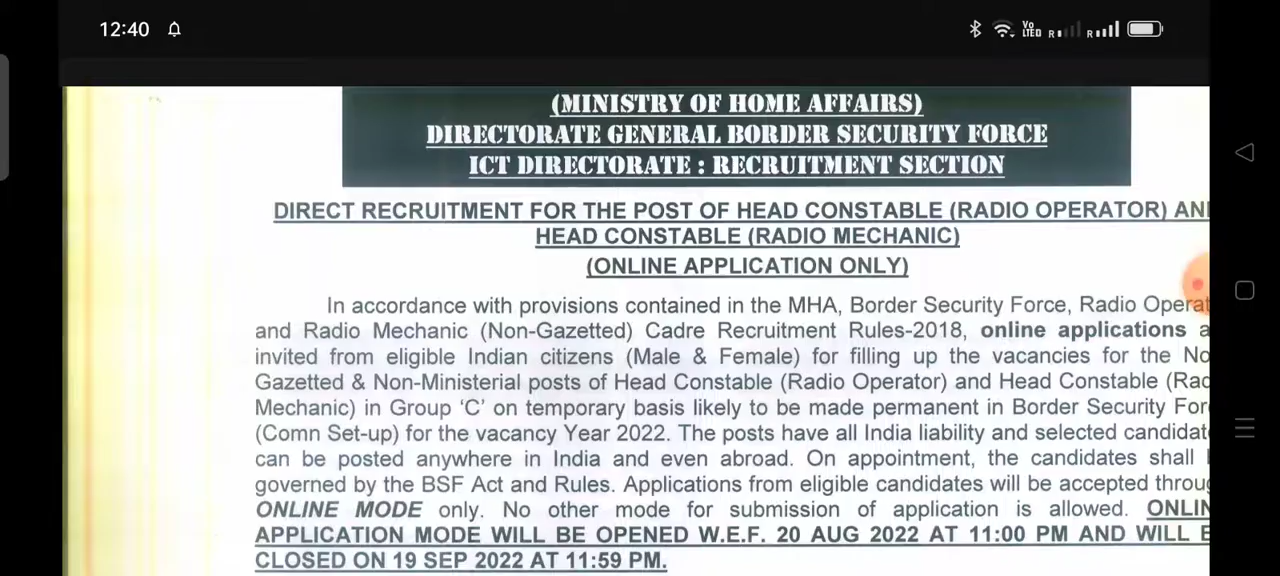 12:40
Vo
LTED R R
(MINISTRY OF HOME AFFAIRS)
DIRECTORATE GENERAL BORDER SECURITY FORCE
ICT DIRECTORATE : RECRUITMENT SECTION
DIRECT RECRUITMENT FOR THE POST OF HEAD CONSTABLE (RADIO OPERATOR)
HEAD CONSTABLE (RADIO MECHANIC)
(ONLINE APPLICATION ONLY)
In accordance with provisions contained in the MHA, Border Security Force, Radio Operat
and Radio Mechanic (Non-Gazetted) Cadre Recruitment Rules-2018, online applications a
invited from eligible Indian citizens (Male & Female) for filling up the vacancies for the No
Gazetted & Non-Ministerial posts of Head Constable (Radio Operator) and Head Constable (Rad
Mechanic) in Group 'C' on temporary basis likely to be made permanent in Border Security For
(Comn Set-up) for the vacancy Year 2022. The posts have all India liability and selected candidat
can be posted anywhere in India and even abroad. On appointment, the candidates shall
governed by the BSF Act and Rules. Applications from eligible candidates will be accepted throug
ONLINE MODE only. No other mode for submission of application is allowed. ONLIN
APPLICATION MODE WILL BE OPENED W.E.F. 20 AUG 2022 AT 11:00 PM AND WILL
CLOSED ON 19 SEP 2022 AT 11:59 PM.